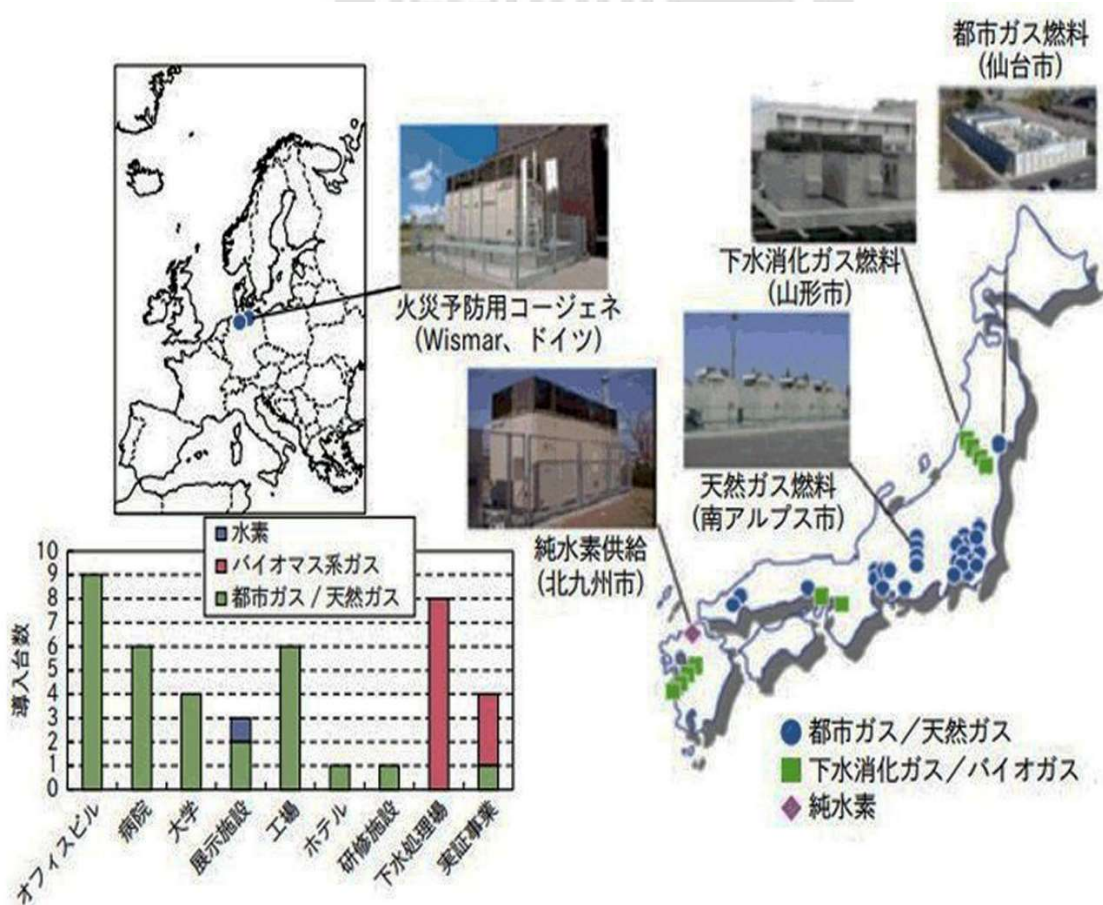 都市ガス燃料
(仙台市)
下水消化ガス燃料
(山形市)
火災予防用コージェネ
(Wismar、ドイツ)
天然ガス燃料
(南アルプス市)
純水素供給
(北九州市)
水素
バイオマス系ガス
都市ガス / 天然ガス
導入台数
10
9
8
7
6
5
4
3
2
1
0
オフィスビル
病院
大学
展示施設
工場
ホテル
研修施設
下水処理場
実証事業
都市ガス／天然ガス
下水消化ガス／バイオガス
純水素